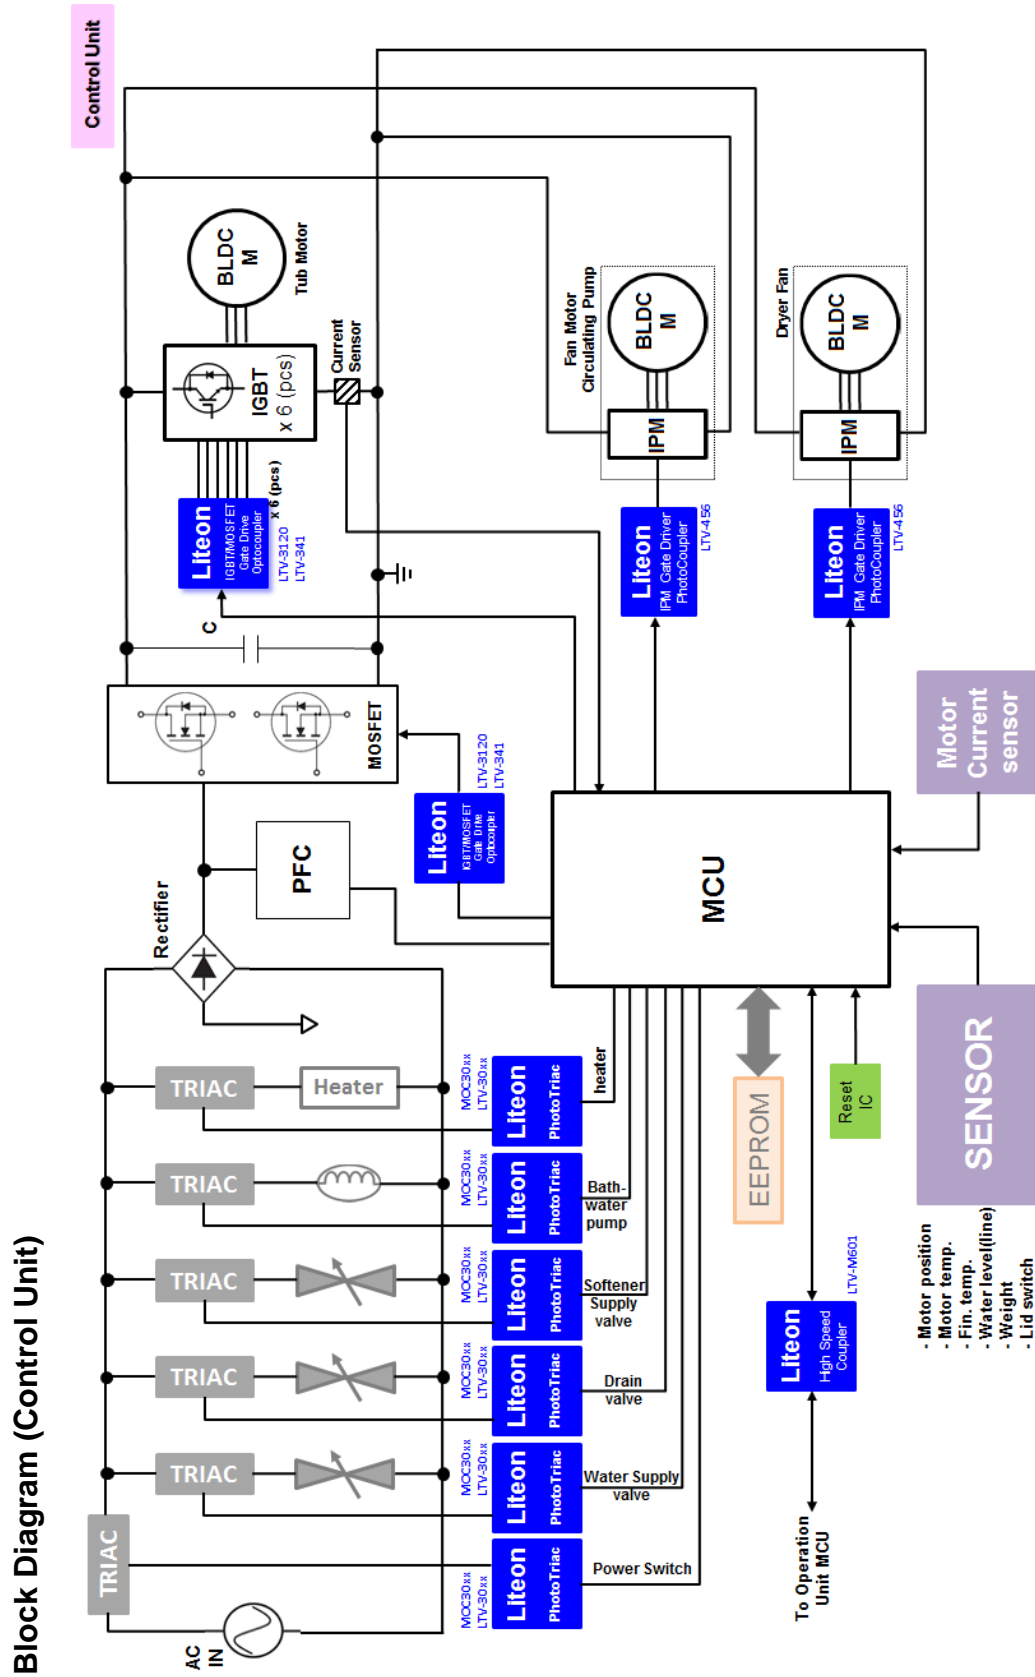 Block Diagram (Control Unit)
Control Unit
AC
IN
TRIAC
TRIAC
TRIAC
TRIAC
TRIAC
TRIAC
Heater
Rectifier
PFC
MOSFET
C
Liteon
IGBT/MOSFET
Gate Drive
Optocoupler
x 6 (pcs)
LTV-3120
LTV-341
IGBT
x 6 (pcs)
BLDC
M
Tub Motor
Current
Sensor
Liteon
IGBT/MOSFET
Gate Drive
Optocoupler
LTV-3120
LTV-341
MOC30xx
LTV-30xx
Liteon
PhotoTriac
Power Switch
MOC30xx
LTV-30xx
Liteon
PhotoTriac
Water Supply
valve
MOC30xx
LTV-30xx
Liteon
PhotoTriac
Drain
valve
MOC30xx
LTV-30xx
Liteon
PhotoTriac
Softener
Supply
valve
MOC30xx
LTV-30xx
Liteon
PhotoTriac
Bath-
water
pump
MOC30xx
LTV-30xx
Liteon
PhotoTriac
heater
MCU
Liteon
IPM Gate Driver
PhotoCoupler
LTV-456
IPM
BLDC
M
Fan Motor
Circulating Pump
Liteon
IPM Gate Driver
PhotoCoupler
LTV-456
IPM
BLDC
M
Dryer Fan
EEPROM
Reset
IC
To Operation
Unit MCU
Liteon
High Speed
Coupler
LTV-M601
SENSOR
- Motor position
- Motor temp.
- Fin. temp.
- Water level(line)
- Weight
- Lid switch
Motor
Current
sensor